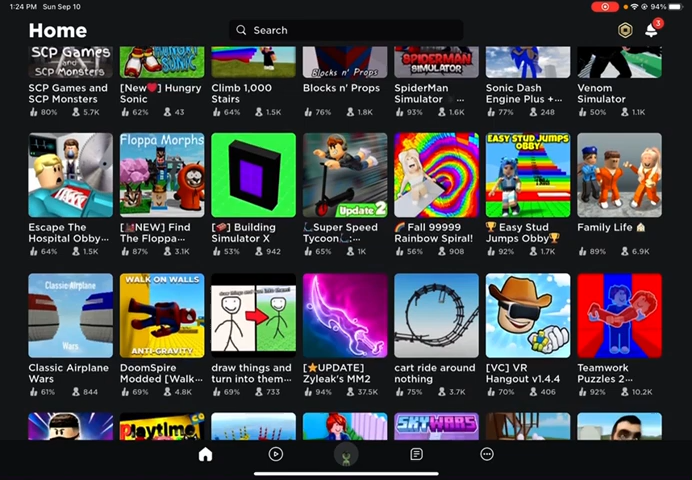 1:24 PM Sun Sep 10
94%
Home
Search
3
SCP Games
and
SCP Monsters
Blocks n' Props
SPIDERMAN
SIMULATOR
SCP Games and
SCP Monsters
[New❤️] Hungry
Sonic
Climb 1,000
Stairs
Blocks n' Props
SpiderMan
Simulator
Sonic Dash
Engine Plus +...
Venom
Simulator
80% 5.7K
62% 43
64% 1.5K
76% 1.8K
93% 1.6K
77% 248
50% 1.1K
Floppa Morphs
Update 2
EASY STUD JUMPS
OBBY
Escape The
Hospital Obby...
[NEW] Find
The Floppa...
[] Building
Simulator X
Super Speed
Tycoon
🌈 Fall 99999
Rainbow Spiral!
🏆 Easy Stud
Jumps Obby🏆
Family Life 🏠
64% 1.5K
87% 3.1K
53% 942
65% 1K
56% 908
92% 1.7K
89% 6.9K
Classic Airplane
Wars
WALK ON WALLS
ANTI-GRAVITY
draw things and turn into them!
Classic Airplane
Wars
DoomSpire
Modded [Walk...
draw things and
turn into them...
[⭐UPDATE]
Zyleak's MM2
cart ride around
nothing
[VC] VR
Hangout v1.4.4
Teamwork
Puzzles 2...
61% 844
69% 4.8K
69% 733
94% 37.5K
75% 3.7K
70% 406
92% 10.2K
Playtime
SKYWARS